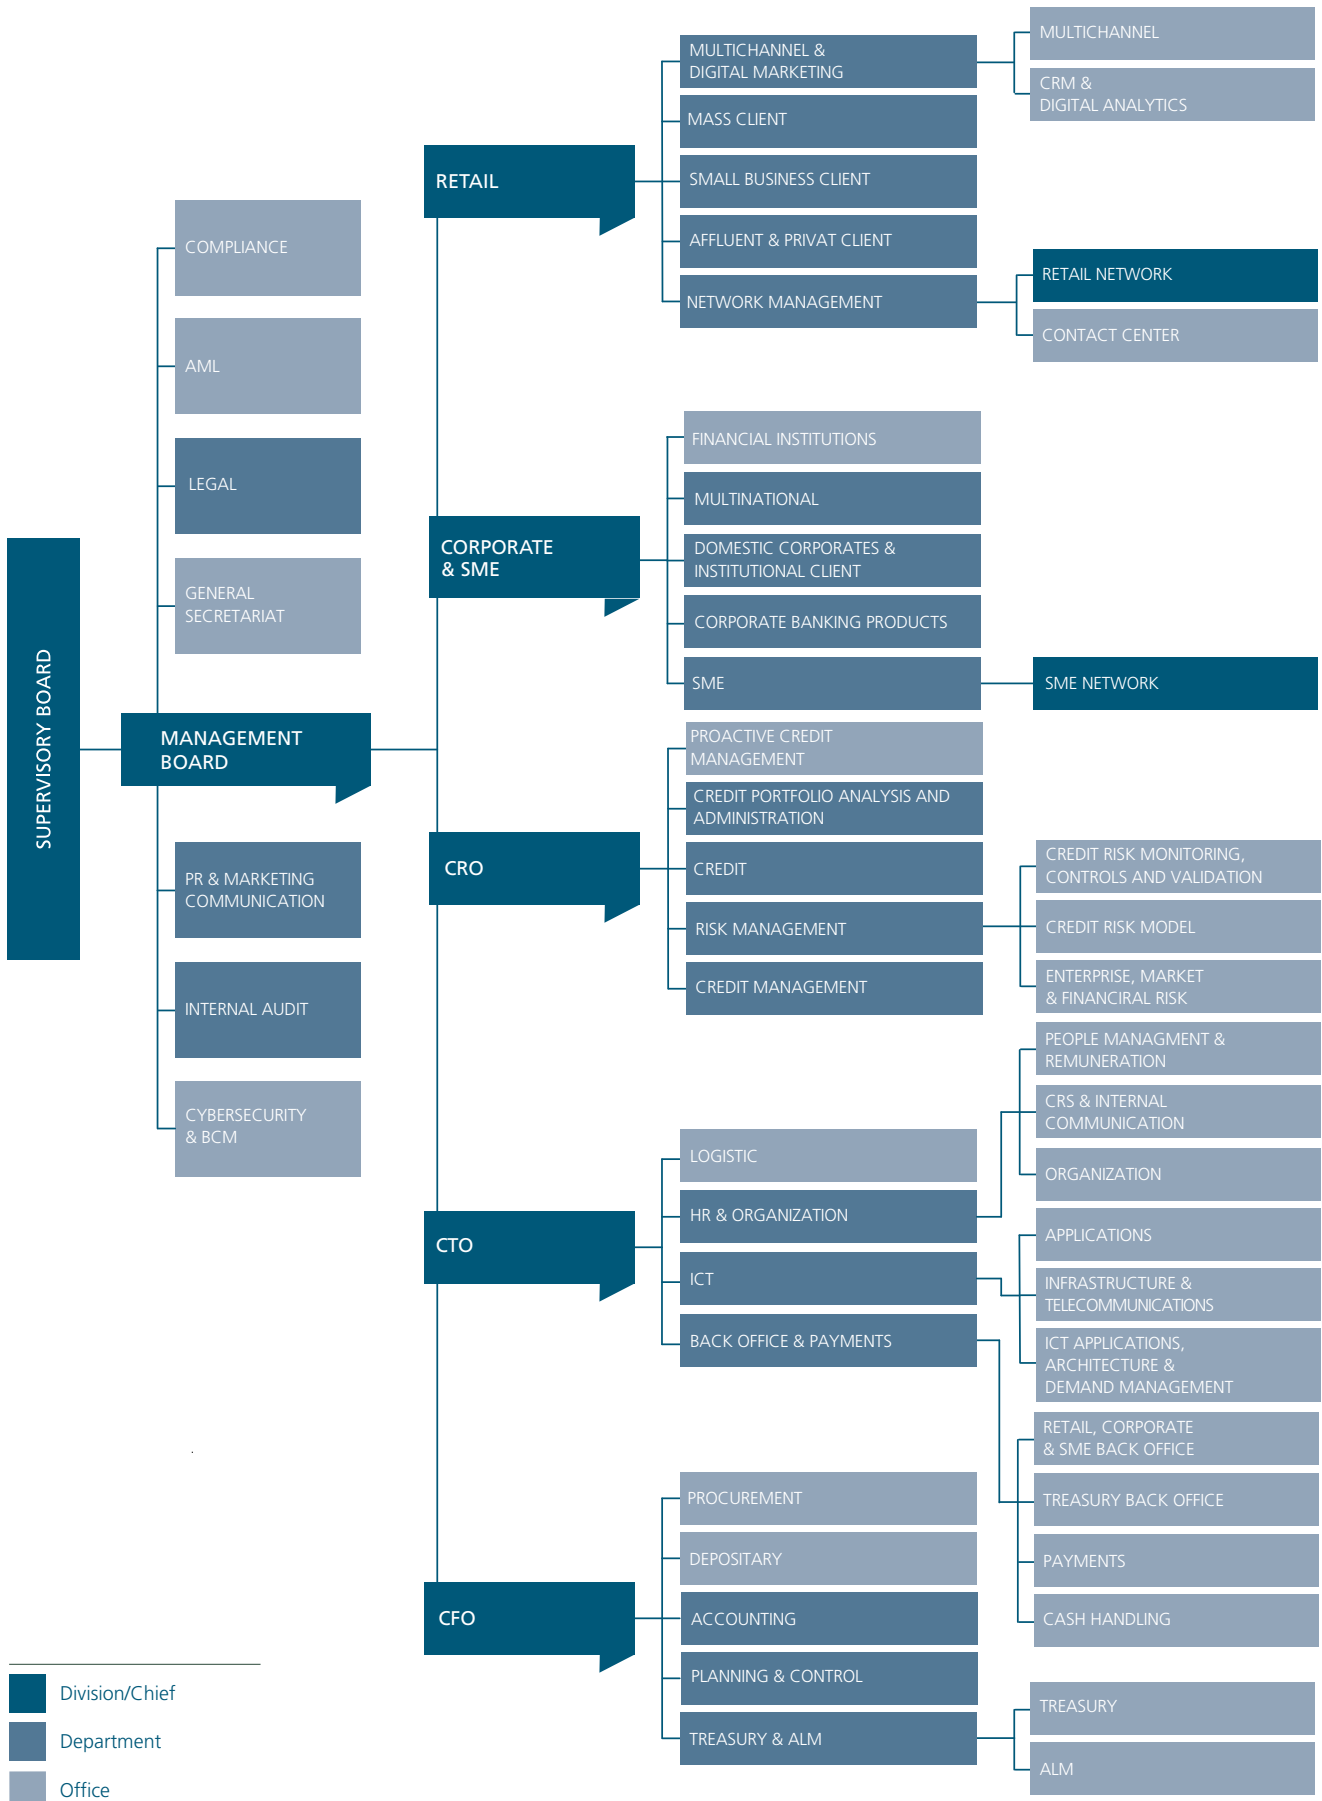 SUPERVISORY BOARD
COMPLIANCE
AML
LEGAL
GENERAL
SECRETARIAT
MANAGEMENT
BOARD
PR & MARKETING
COMMUNICATION
INTERNAL AUDIT
CYBERSECURITY
& BCM
RETAIL
MULTICHANNEL &
DIGITAL MARKETING
MULTICHANNEL
CRM &
DIGITAL ANALYTICS
MASS CLIENT
SMALL BUSINESS CLIENT
AFFLUENT & PRIVAT CLIENT
NETWORK MANAGEMENT
RETAIL NETWORK
CONTACT CENTER
CORPORATE
& SME
FINANCIAL INSTITUTIONS
MULTINATIONAL
DOMESTIC CORPORATES &
INSTITUTIONAL CLIENT
CORPORATE BANKING PRODUCTS
SME
SME NETWORK
CRO
PROACTIVE CREDIT
MANAGEMENT
CREDIT PORTFOLIO ANALYSIS AND
ADMINISTRATION
CREDIT
RISK MANAGEMENT
CREDIT MANAGEMENT
CREDIT RISK MONITORING,
CONTROLS AND VALIDATION
CREDIT RISK MODEL
ENTERPRISE, MARKET
& FINANCIRAL RISK
CTO
LOGISTIC
HR & ORGANIZATION
ICT
BACK OFFICE & PAYMENTS
PEOPLE MANAGMENT &
REMUNERATION
CRS & INTERNAL
COMMUNICATION
ORGANIZATION
APPLICATIONS
INFRASTRUCTURE &
TELECOMMUNICATIONS
ICT APPLICATIONS,
ARCHITECTURE &
DEMAND MANAGEMENT
RETAIL, CORPORATE
& SME BACK OFFICE
TREASURY BACK OFFICE
PAYMENTS
CASH HANDLING
CFO
PROCUREMENT
DEPOSITARY
ACCOUNTING
PLANNING & CONTROL
TREASURY & ALM
TREASURY
ALM
Division/Chief
Department
Office